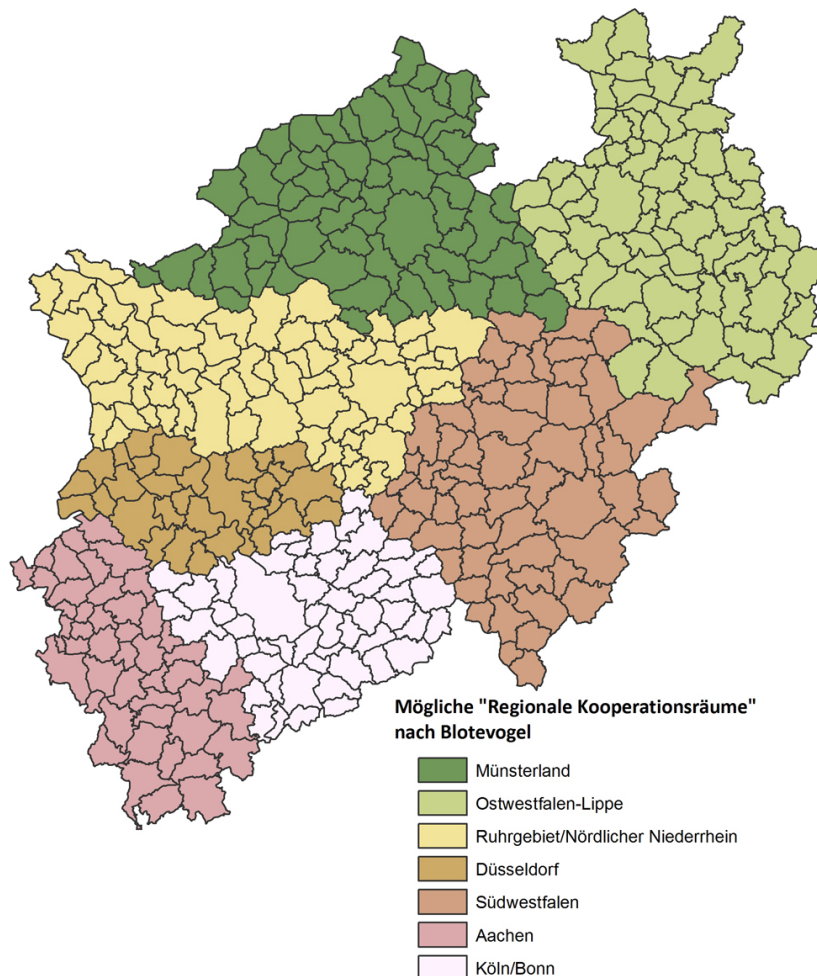 Mögliche "Regionale Kooperationsräume"
nach Blotevogel
Münsterland
Ostwestfalen-Lippe
Ruhrgebiet/Nördlicher Niederrhein
Düsseldorf
Südwestfalen
Aachen
Köln/Bonn